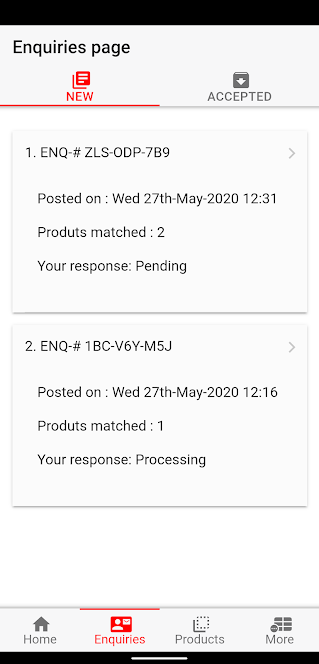 Enquiries page
NEW
ACCEPTED
1. ENQ-# ZLS-ODP-7B9
Posted on : Wed 27th-May-2020 12:31
Produts matched : 2
Your response: Pending
2. ENQ-# 1BC-V6Y-M5J
Posted on : Wed 27th-May-2020 12:16
Produts matched : 1
Your response: Processing
Home
Enquiries
Products
More